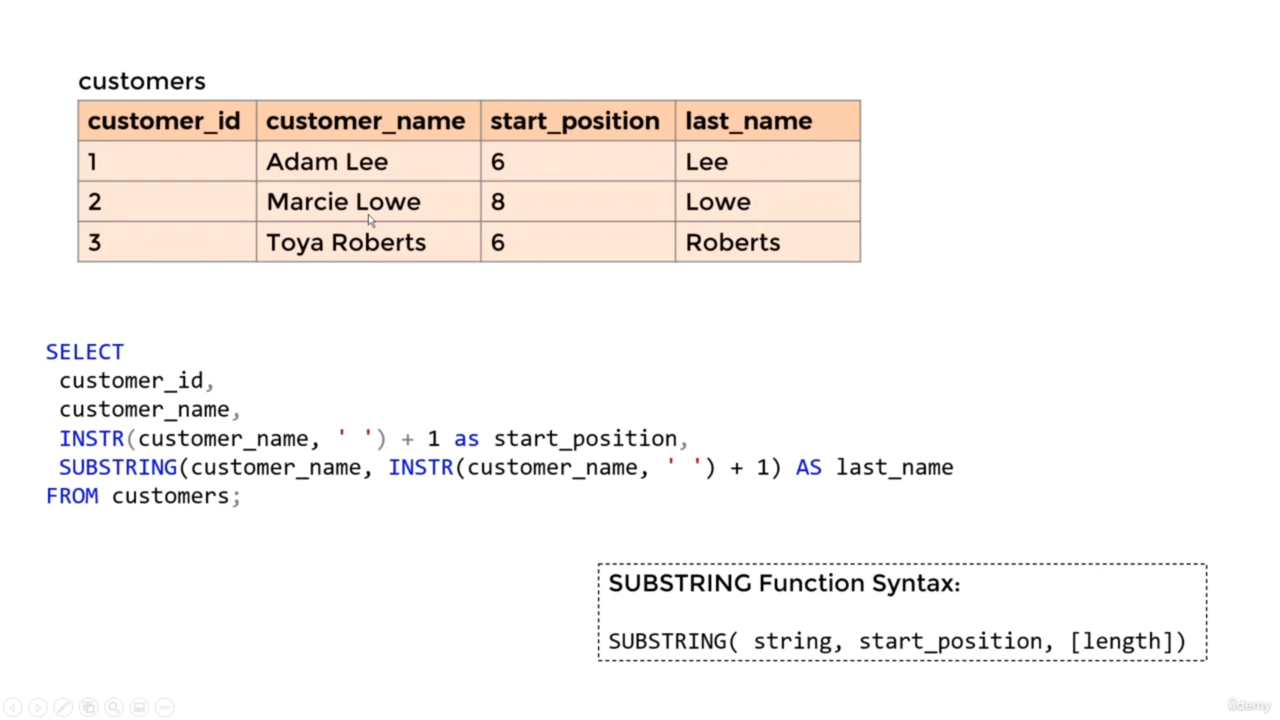 customers
customer_id customer_name start_position last_name
1 Adam Lee 6 Lee
2 Marcie Lowe 8 Lowe
3 Toya Roberts 6 Roberts
SELECT
customer_id,
customer_name,
INSTR(customer_name, ' ') + 1 as start_position,
SUBSTRING(customer_name, INSTR(customer_name, ' ') + 1) AS last_name
FROM customers;
SUBSTRING Function Syntax:
SUBSTRING( string, start_position, [length])
ûdemy